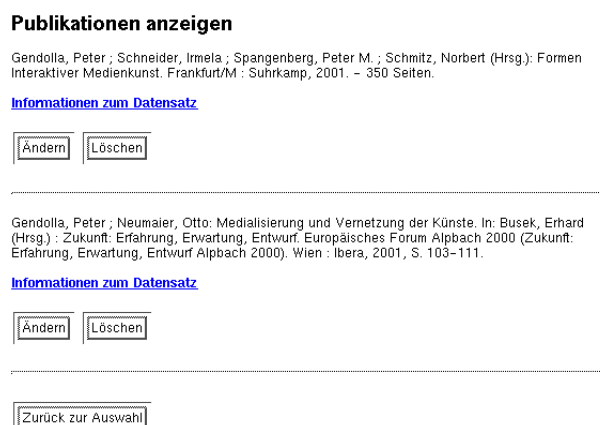 Publikationen anzeigen
Gendolla, Peter ; Schneider, Irmela ; Spangenberg, Peter M. ; Schmitz, Norbert (Hrsg.): Formen
Interaktiver Medienkunst. Frankfurt/M : Suhrkamp, 2001. - 350 Seiten.
Informationen zum Datensatz
Ändern Löschen
Gendolla, Peter ; Neumaier, Otto: Medialisierung und Vernetzung der Künste. In: Busek, Erhard
(Hrsg.) : Zukunft: Erfahrung, Erwartung, Entwurf. Europäisches Forum Alpbach 2000 (Zukunft:
Erfahrung, Erwartung, Entwurf Alpbach 2000). Wien : Ibera, 2001, S. 103-111.
Informationen zum Datensatz
Ändern Löschen
Zurück zur Auswahl